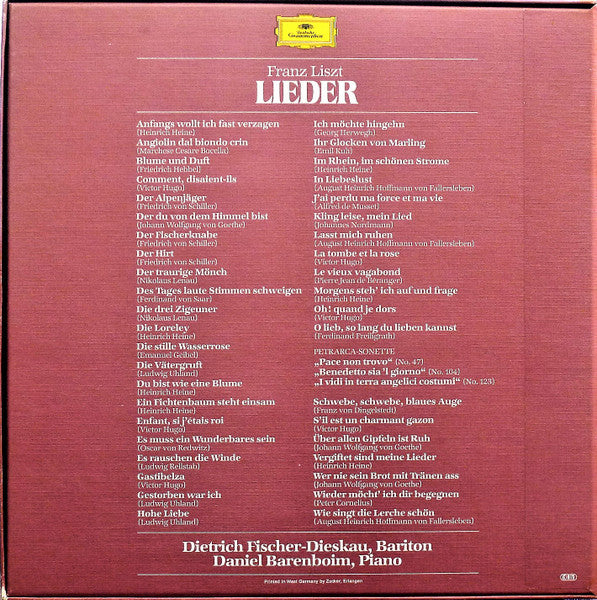 Deutsche
Grammophon
Franz Liszt
LIEDER
Anfangs wollt ich fast verzagen
(Heinrich Heine)
Angiolin dal biondo crin
(Marchese Cesare Bocella)
Blume und Duft
(Friedrich Hebbel)
Comment, disaient-ils
(Victor Hugo)
Der Alpenjäger
(Friedrich von Schiller)
Der du von dem Himmel bist
(Johann Wolfgang von Goethe)
Der Fischerknabe
(Friedrich von Schiller)
Der Hirt
(Friedrich von Schiller)
Der traurige Mönch
(Nikolaus Lenau)
Des Tages laute Stimmen schweigen
(Ferdinand von Saar)
Die drei Zigeuner
(Nikolaus Lenau)
Die Loreley
(Heinrich Heine)
Die stille Wasserrose
(Emanuel Geibel)
Die Vätergruft
(Ludwig Uhland)
Du bist wie eine Blume
(Heinrich Heine)
Ein Fichtenbaum steht einsam
(Heinrich Heine)
Enfant, si j'étais roi
(Victor Hugo)
Es muss ein Wunderbares sein
(Oscar von Redwitz)
Es rauschen die Winde
(Ludwig Rellstab)
Gastibelza
(Victor Hugo)
Gestorben war ich
(Ludwig Uhland)
Hohe Liebe
(Ludwig Uhland)
Ich möchte hingehn
(Georg Herwegh)
Ihr Glocken von Marling
(Emil Kuh)
Im Rhein, im schönen Strome
(Heinrich Heine)
In Liebeslust
(August Heinrich Hoffmann von Fallersleben)
J'ai perdu ma force et ma vie
(Alfred de Musset)
Kling leise, mein Lied
(Johannes Nordmann)
Lasst mich ruhen
(August Heinrich Hoffmann von Fallersleben)
La tombe et la rose
(Victor Hugo)
Le vieux vagabond
(Pierre Jean de Béranger)
Morgens steh' ich auf und frage
(Heinrich Heine)
Oh! quand je dors
(Victor Hugo)
O lieb, so lang du lieben kannst
(Ferdinand Freiligrath)
PETRARCA-SONETTE
„Pace non trovo“ (No. 47)
„Benedetto sia 'l giorno“ (No. 104)
„I vidi in terra angelici costumi“ (No. 123)
Schwebe, schwebe, blaues Auge
(Franz von Dingelstedt)
S'il est un charmant gazon
(Victor Hugo)
Über allen Gipfeln ist Ruh
(Johann Wolfgang von Goethe)
Vergiftet sind meine Lieder
(Heinrich Heine)
Wer nie sein Brot mit Tränen ass
(Johann Wolfgang von Goethe)
Wieder möcht' ich dir begegnen
(Peter Cornelius)
Wie singt die Lerche schön
(August Heinrich Hoffmann von Fallersleben)
Dietrich Fischer-Dieskau, Bariton
Daniel Barenboim, Piano
Printed in West Germany by Zutker, Erlangen